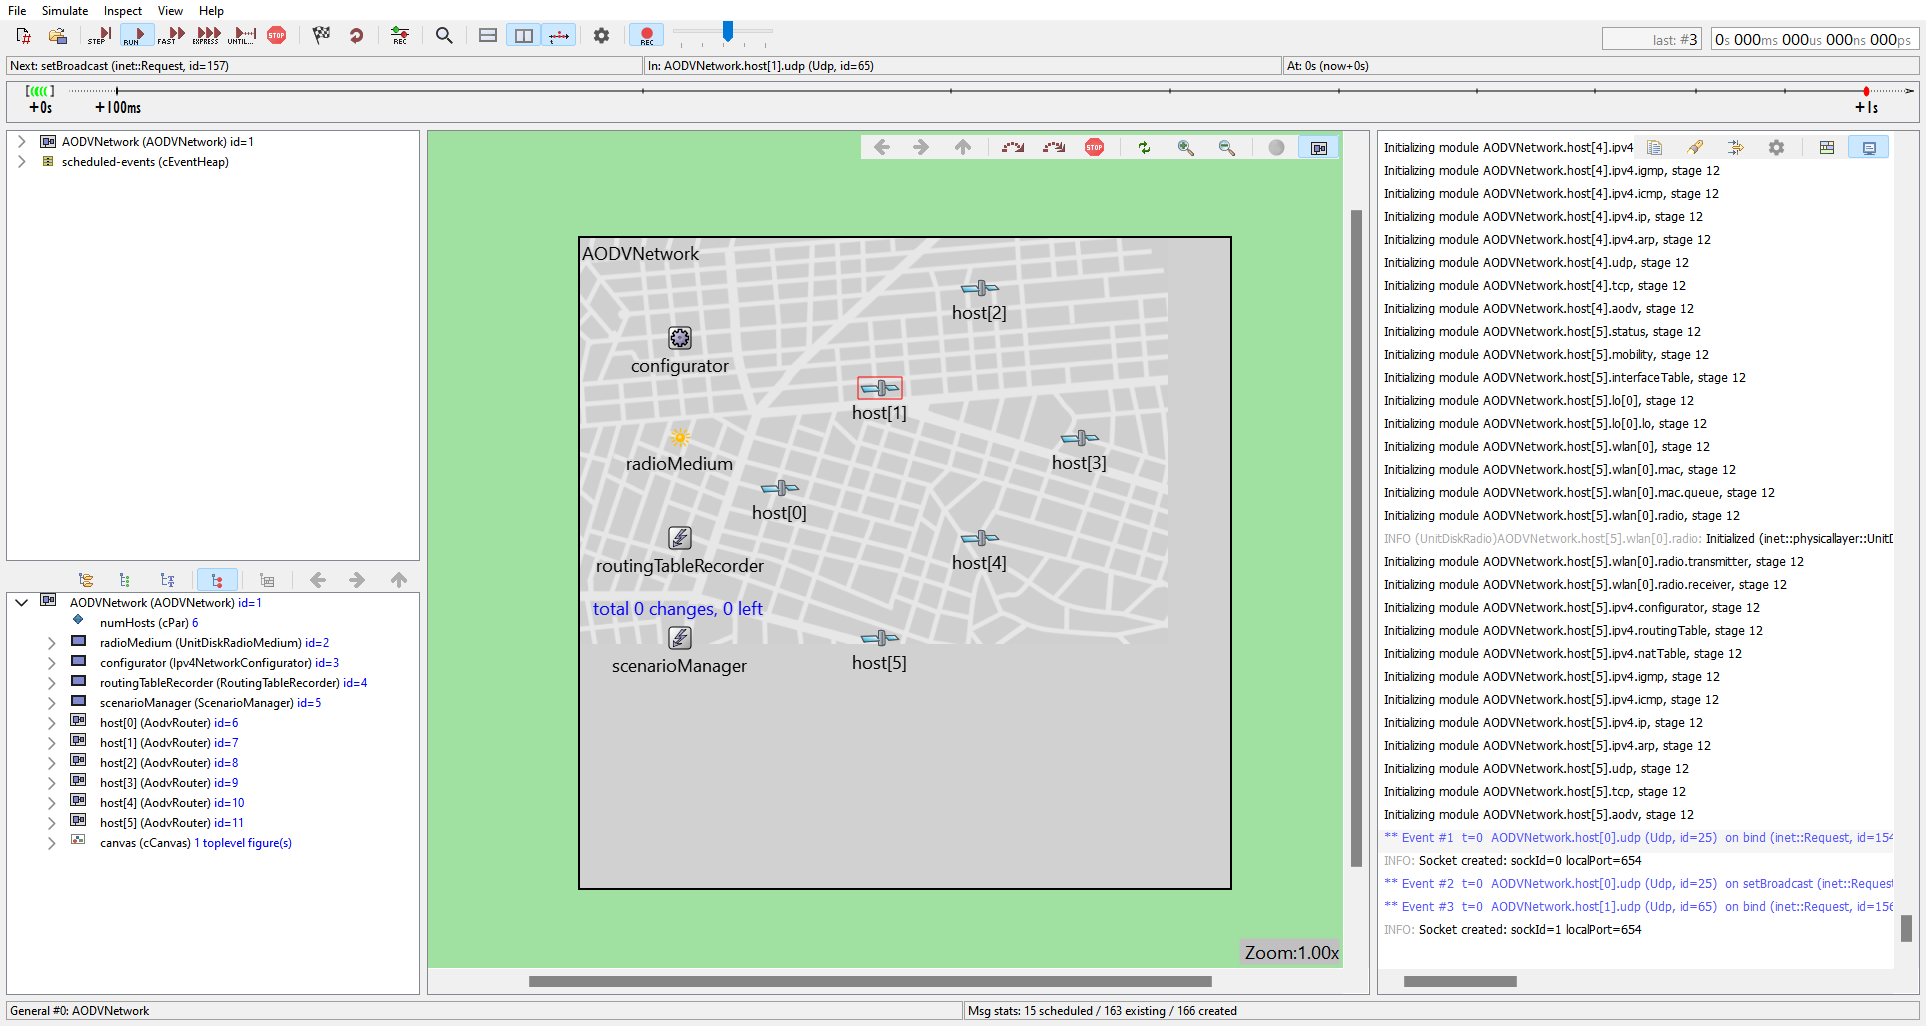 File Simulate Inspect View Help
STEP RUN FAST EXPRESS UNTIL... STOP REC REC
last: #3 0s 000ms 000us 000ns 000ps
Next: setBroadcast (inet::Request, id=157) In: AODVNetwork.host[1].udp (Udp, id=65) At: 0s (now+0s)
+0s +100ms +1s
AODVNetwork (AODVNetwork) id=1
scheduled-events (cEventHeap)
AODVNetwork (AODVNetwork) id=1
numHosts (cPar) 6
radioMedium (UnitDiskRadioMedium) id=2
configurator (Ipv4NetworkConfigurator) id=3
routingTableRecorder (RoutingTableRecorder) id=4
scenarioManager (ScenarioManager) id=5
host[0] (AodvRouter) id=6
host[1] (AodvRouter) id=7
host[2] (AodvRouter) id=8
host[3] (AodvRouter) id=9
host[4] (AodvRouter) id=10
host[5] (AodvRouter) id=11
canvas (cCanvas) 1 toplevel figure(s)
STOP
AODVNetwork
host[2]
configurator
host[1]
radioMedium
host[3]
host[0]
host[4]
routingTableRecorder
total 0 changes, 0 left
scenarioManager
host[5]
Zoom:1.00x
Initializing module AODVNetwork.host[4].ipv4
Initializing module AODVNetwork.host[4].ipv4.igmp, stage 12
Initializing module AODVNetwork.host[4].ipv4.icmp, stage 12
Initializing module AODVNetwork.host[4].ipv4.ip, stage 12
Initializing module AODVNetwork.host[4].ipv4.arp, stage 12
Initializing module AODVNetwork.host[4].udp, stage 12
Initializing module AODVNetwork.host[4].tcp, stage 12
Initializing module AODVNetwork.host[4].aodv, stage 12
Initializing module AODVNetwork.host[5].status, stage 12
Initializing module AODVNetwork.host[5].mobility, stage 12
Initializing module AODVNetwork.host[5].interfaceTable, stage 12
Initializing module AODVNetwork.host[5].lo[0], stage 12
Initializing module AODVNetwork.host[5].lo[0].lo, stage 12
Initializing module AODVNetwork.host[5].wlan[0], stage 12
Initializing module AODVNetwork.host[5].wlan[0].mac, stage 12
Initializing module AODVNetwork.host[5].wlan[0].mac.queue, stage 12
Initializing module AODVNetwork.host[5].wlan[0].radio, stage 12
INFO (UnitDiskRadio)AODVNetwork.host[5].wlan[0].radio: Initialized (inet::physicallayer::UnitD
Initializing module AODVNetwork.host[5].wlan[0].radio.transmitter, stage 12
Initializing module AODVNetwork.host[5].wlan[0].radio.receiver, stage 12
Initializing module AODVNetwork.host[5].ipv4.configurator, stage 12
Initializing module AODVNetwork.host[5].ipv4.routingTable, stage 12
Initializing module AODVNetwork.host[5].ipv4.natTable, stage 12
Initializing module AODVNetwork.host[5].ipv4.igmp, stage 12
Initializing module AODVNetwork.host[5].ipv4.icmp, stage 12
Initializing module AODVNetwork.host[5].ipv4.ip, stage 12
Initializing module AODVNetwork.host[5].ipv4.arp, stage 12
Initializing module AODVNetwork.host[5].udp, stage 12
Initializing module AODVNetwork.host[5].tcp, stage 12
Initializing module AODVNetwork.host[5].aodv, stage 12
** Event #1 t=0 AODVNetwork.host[0].udp (Udp, id=25) on bind (inet::Request, id=154
INFO: Socket created: sockId=0 localPort=654
** Event #2 t=0 AODVNetwork.host[0].udp (Udp, id=25) on setBroadcast (inet::Request
** Event #3 t=0 AODVNetwork.host[1].udp (Udp, id=65) on bind (inet::Request, id=156
INFO: Socket created: sockId=1 localPort=654
General #0: AODVNetwork Msg stats: 15 scheduled / 163 existing / 166 created